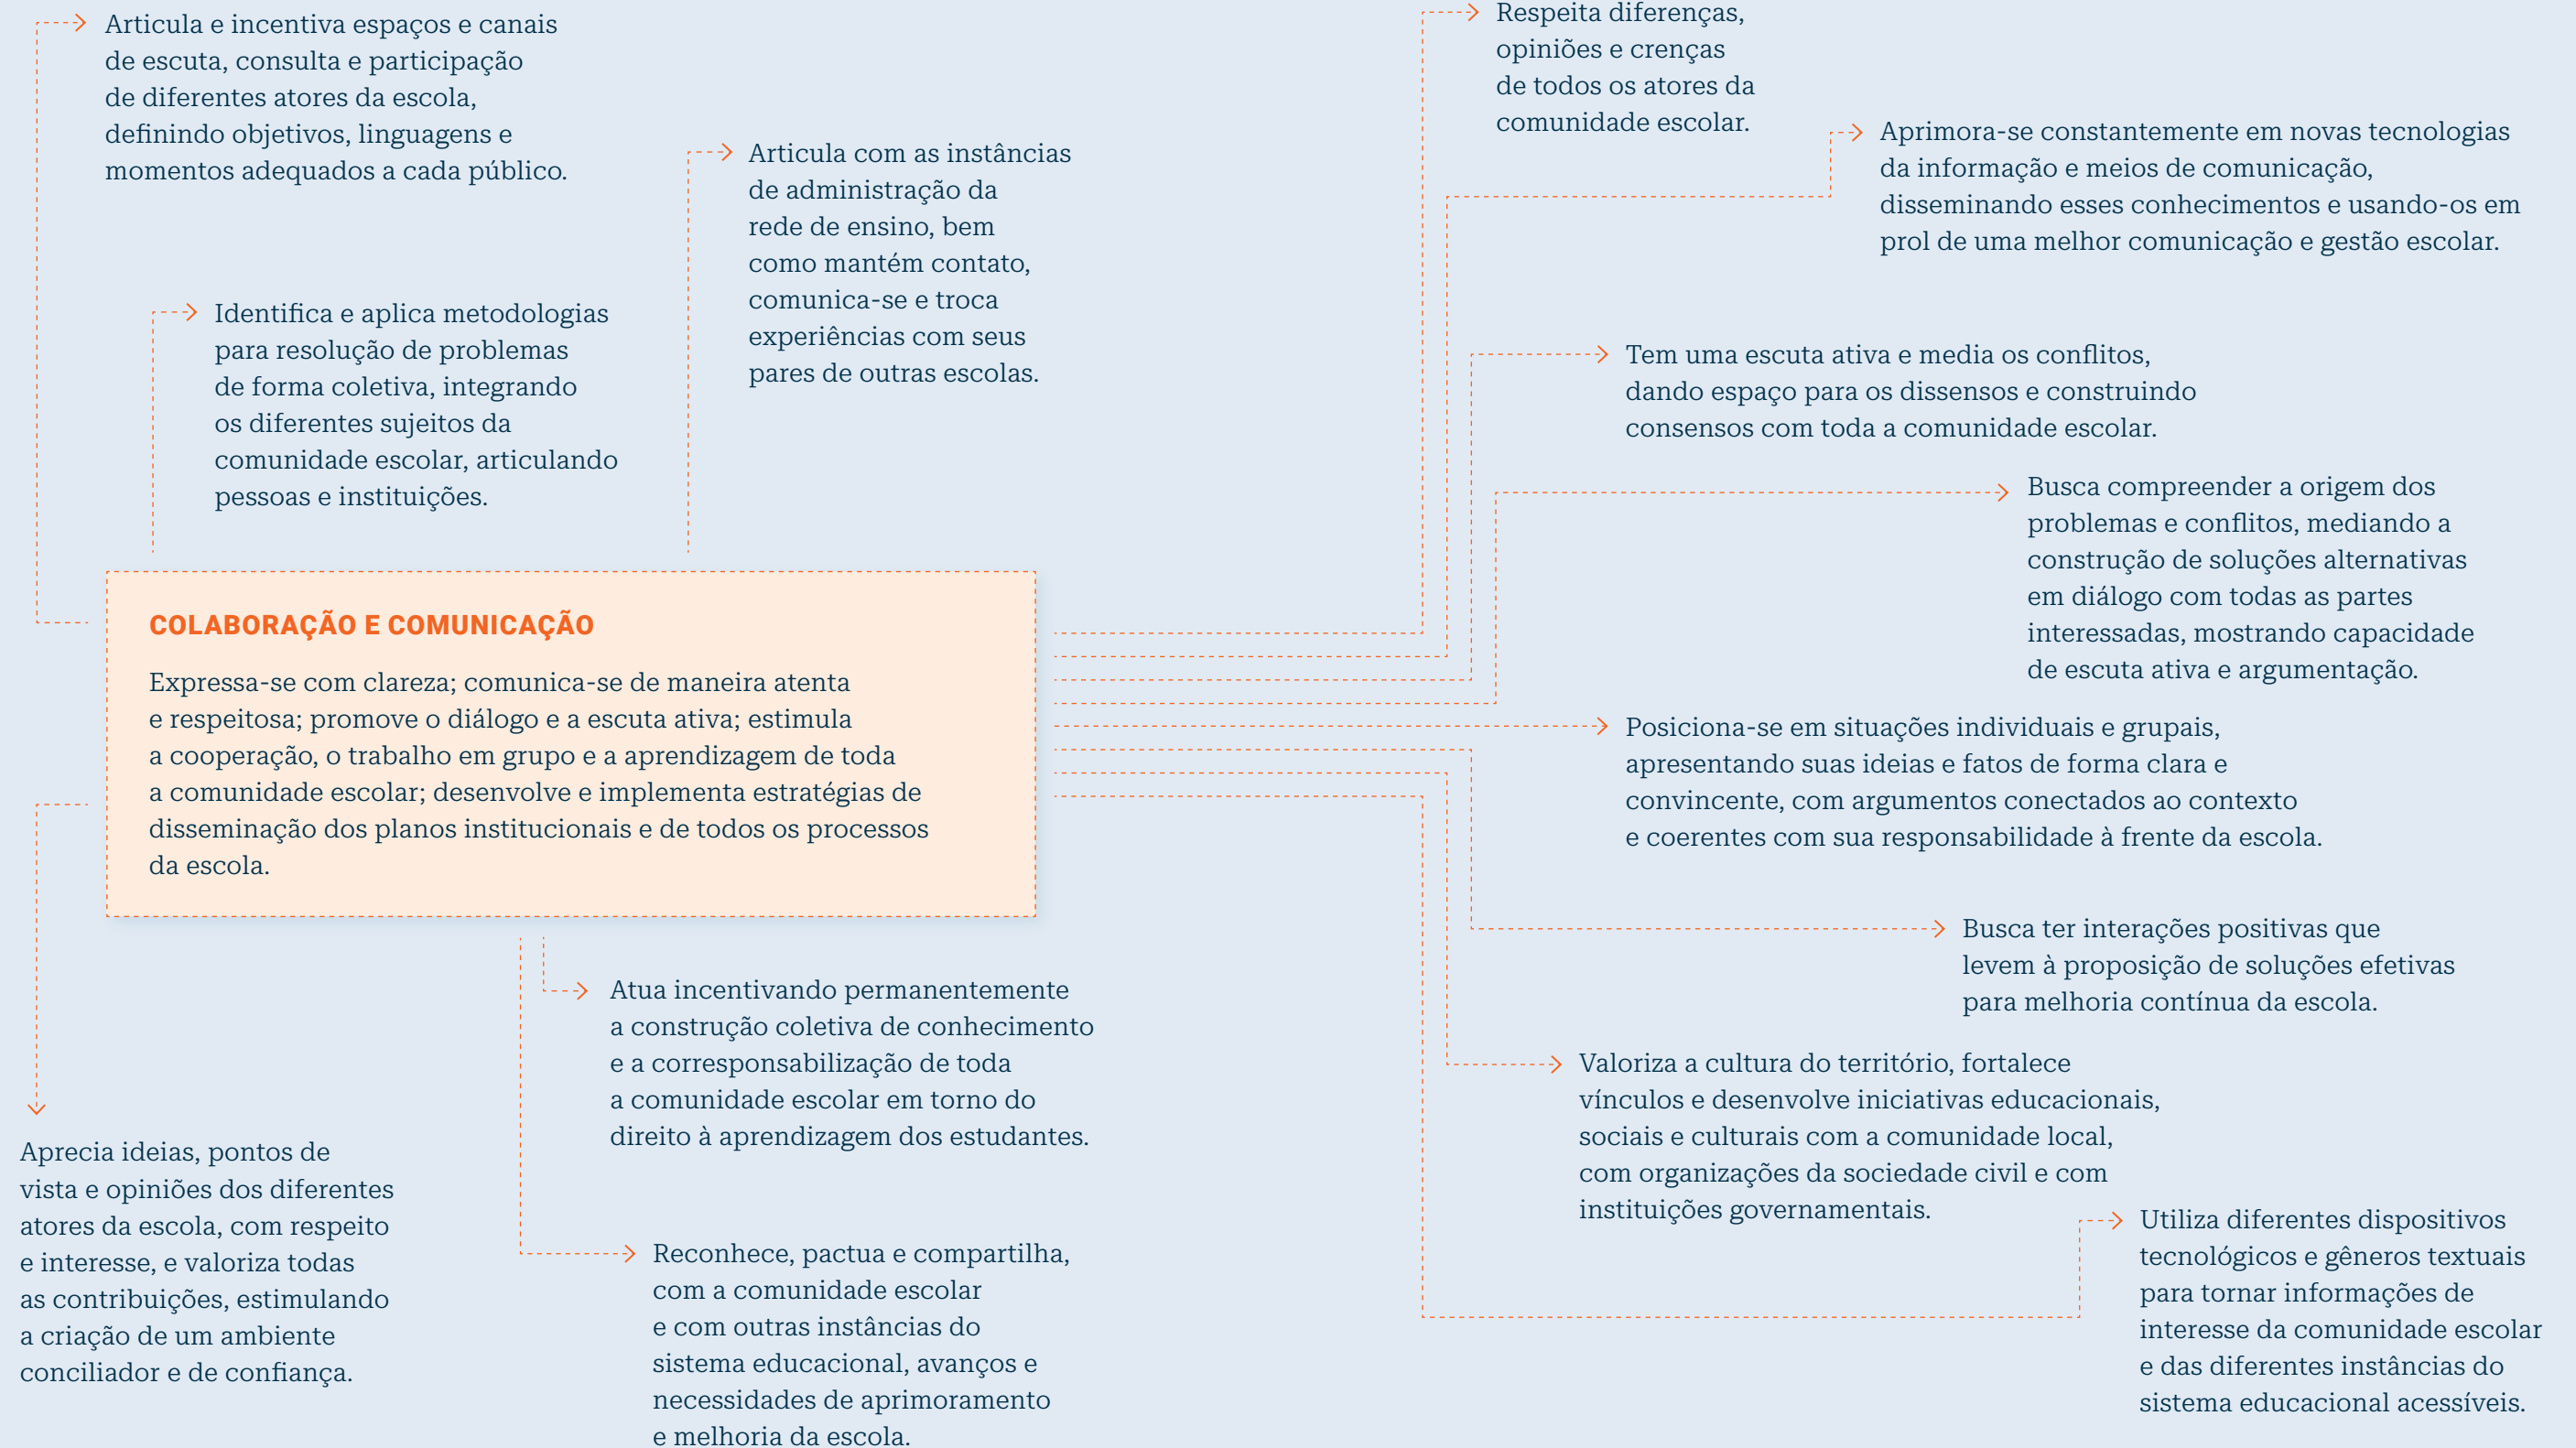 Articula e incentiva espaços e canais
de escuta, consulta e participação
de diferentes atores da escola,
definindo objetivos, linguagens e
momentos adequados a cada público.
Identifica e aplica metodologias
para resolução de problemas
de forma coletiva, integrando
os diferentes sujeitos da
comunidade escolar, articulando
pessoas e instituições.
Articula com as instâncias
de administração da
rede de ensino, bem
como mantém contato,
comunica-se e troca
experiências com seus
pares de outras escolas.
COLABORAÇÃO E COMUNICAÇÃO
Expressa-se com clareza; comunica-se de maneira atenta
e respeitosa; promove o diálogo e a escuta ativa; estimula
a cooperação, o trabalho em grupo e a aprendizagem de toda
a comunidade escolar; desenvolve e implementa estratégias de
disseminação dos planos institucionais e de todos os processos
da escola.
Aprecia ideias, pontos de
vista e opiniões dos diferentes
atores da escola, com respeito
e interesse, e valoriza todas
as contribuições, estimulando
a criação de um ambiente
conciliador e de confiança.
Atua incentivando permanentemente
a construção coletiva de conhecimento
e a corresponsabilização de toda
a comunidade escolar em torno do
direito à aprendizagem dos estudantes.
Reconhece, pactua e compartilha,
com a comunidade escolar
e com outras instâncias do
sistema educacional, avanços e
necessidades de aprimoramento
e melhoria da escola.
Respeita diferenças,
opiniões e crenças
de todos os atores da
comunidade escolar.
Aprimora-se constantemente em novas tecnologias
da informação e meios de comunicação,
disseminando esses conhecimentos e usando-os em
prol de uma melhor comunicação e gestão escolar.
Tem uma escuta ativa e media os conflitos,
dando espaço para os dissensos e construindo
consensos com toda a comunidade escolar.
Busca compreender a origem dos
problemas e conflitos, mediando a
construção de soluções alternativas
em diálogo com todas as partes
interessadas, mostrando capacidade
de escuta ativa e argumentação.
Posiciona-se em situações individuais e grupais,
apresentando suas ideias e fatos de forma clara e
convincente, com argumentos conectados ao contexto
e coerentes com sua responsabilidade à frente da escola.
Busca ter interações positivas que
levem à proposição de soluções efetivas
para melhoria contínua da escola.
Valoriza a cultura do território, fortalece
vínculos e desenvolve iniciativas educacionais,
sociais e culturais com a comunidade local,
com organizações da sociedade civil e com
instituições governamentais.
Utiliza diferentes dispositivos
tecnológicos e gêneros textuais
para tornar informações de
interesse da comunidade escolar
e das diferentes instâncias do
sistema educacional acessíveis.